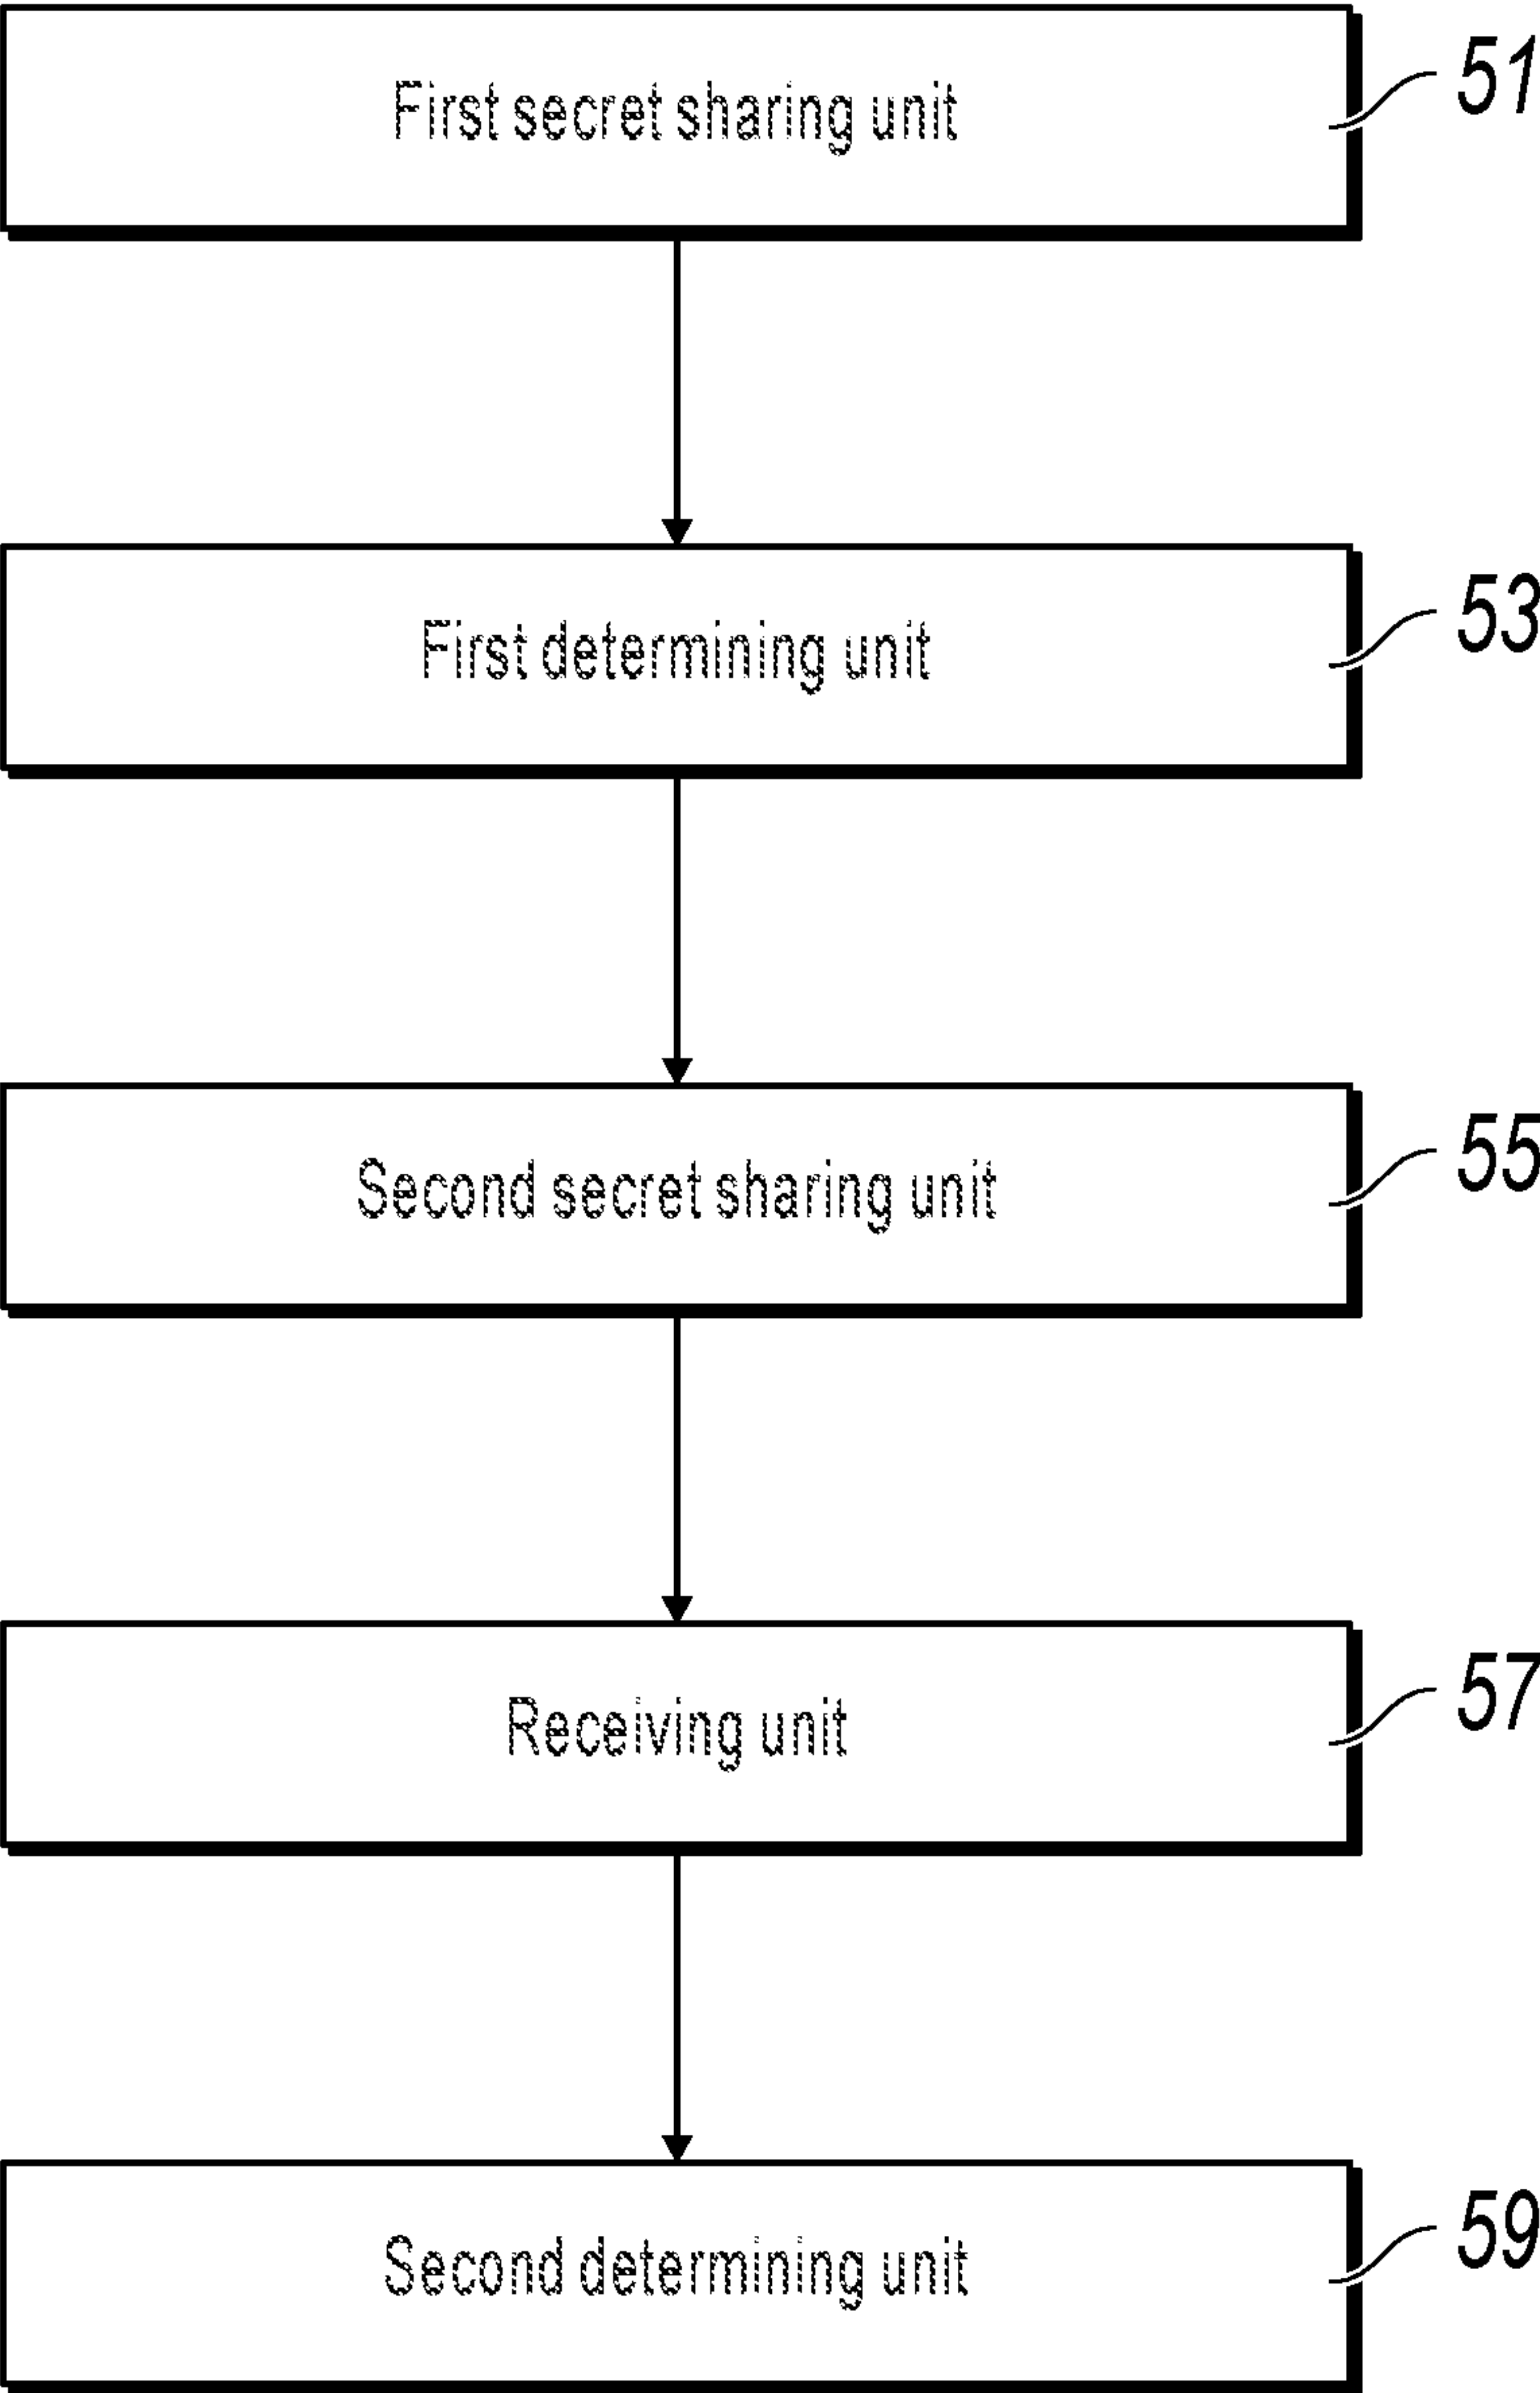 First secret sharing unit
51
First determining unit
53
Second secret sharing unit
55
Receiving unit
57
Second determining unit
59